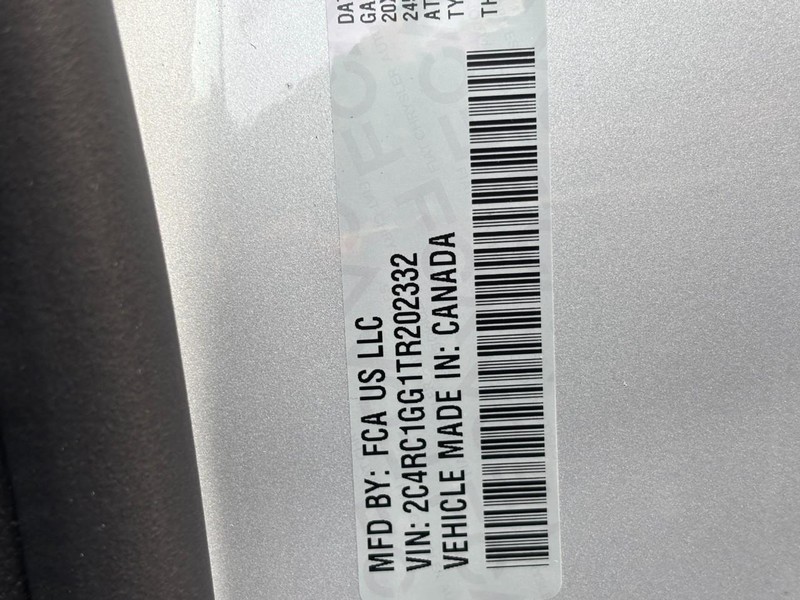 MFD BY: FCA US LLC
VIN: 2C4RC1GG1TR202332
VEHICLE MADE IN: CANADA